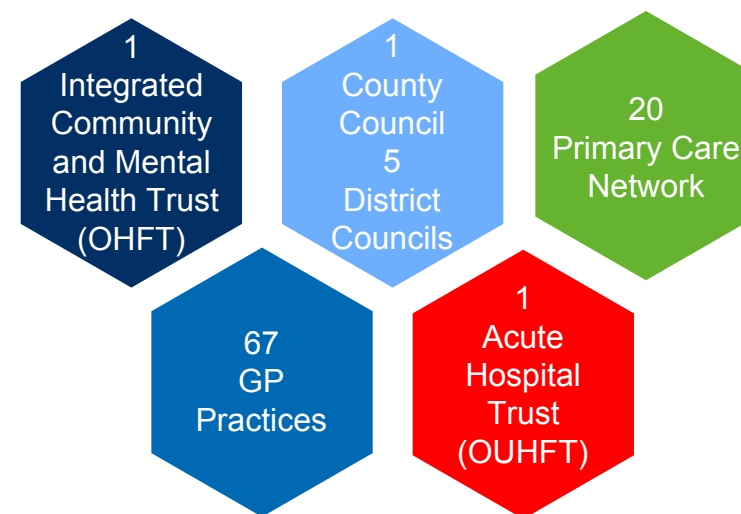 1
Integrated
Community
and Mental
Health Trust
(OHFT)
1
County
Council
5
District
Councils
20
Primary Care
Network
67
GP
Practices
1
Acute
Hospital
Trust
(OUHFT)